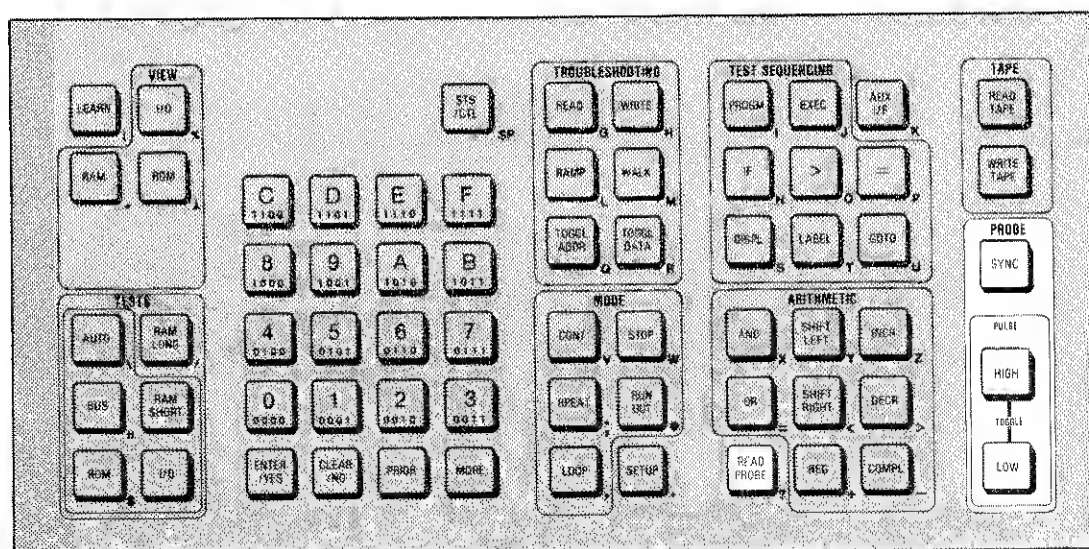 VIEW
LEARN
I/O
RAM
ROM
TESTS
AUTO
RAM
LONG
BUS
RAM
SHORT
ROM
I/O
STS
/CTL
SP
C
1100
D
1101
E
1110
F
1111
8
1000
9
1001
A
1010
B
1011
4
0100
5
0101
6
0110
7
0111
0
0000
1
0001
2
0010
3
0011
ENTER
/YES
CLEAR
/NO
PRIOR
MORE
TROUBLESHOOTING
READ
G
WRITE
H
RAMP
L
WALK
M
TOGGL
ADDR
Q
TOGGL
DATA
R
MODE
CONT
V
STOP
W
RPEAT
RUN
UUT
@
LOOP
SETUP
TEST SEQUENCING
PROGM
I
EXEC
J
AUX
I/F
K
IF
N
>
O
=
P
DISPL
S
LABEL
T
GOTO
U
ARITHMETIC
AND
X
SHIFT
LEFT
Y
INCR
Z
OR
=
SHIFT
RIGHT
<
DECR
>
READ
PROBE
?
REG
+
COMPL
–
TAPE
READ
TAPE
WRITE
TAPE
PROBE
SYNC
PULSE
HIGH
TOGGLE
LOW